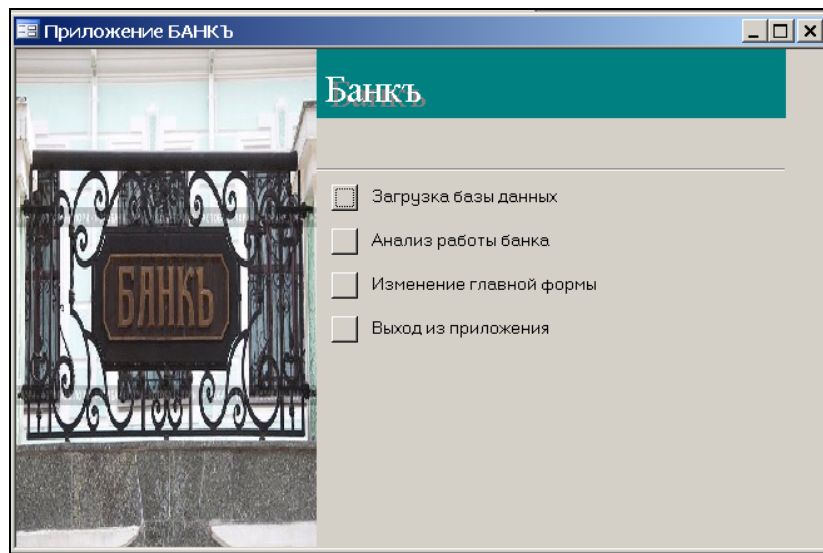 Приложение БАНКЪ
Банкъ
Загрузка базы данных
Анализ работы банка
Изменение главной формы
Выход из приложения
БАНКЪ